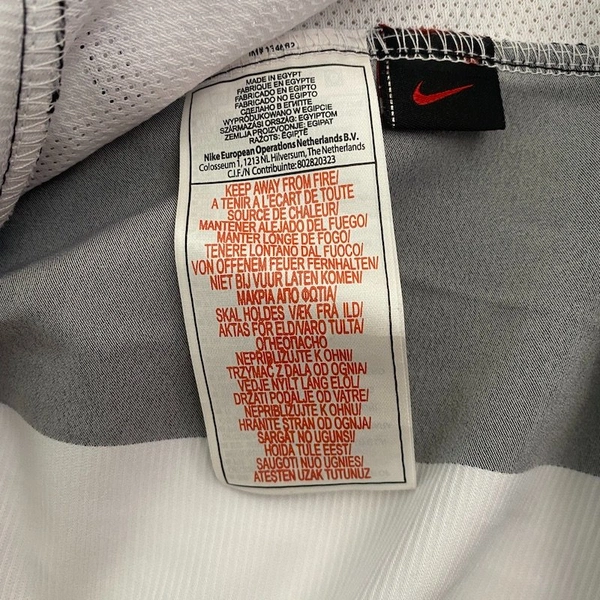 MADE IN EGYPT
FABRIQUE EN EGYPTE
FABRICADO EN EGIPTO
FABRICADO NO EGIPTO
СДЕЛАНО В ЕГИПТЕ
WYPRODUKOWANO W EGIPCIE
SZÁRMAZÁSI ORSZÁG: EGYIPTOM
ZEMLJA PROIZVODNJE: EGIPAT
RAŽOTS: ĒĢIPTĒ
Nike European Operations Netherlands B.V.
Colosseum 1, 1213 NL Hilversum, The Netherlands
C.I.F./N Contribuinte: 802820323
KEEP AWAY FROM FIRE/
A TENIR A L'ECART DE TOUTE
SOURCE DE CHALEUR/
MANTENER ALEJADO DEL FUEGO/
MANTER LONGE DE FOGO/
TENERE LONTANO DAL FUOCO/
VON OFFENEM FEUER FERNHALTEN/
NIET BIJ VUUR LATEN KOMEN/
ΜΑΚΡΙΑ ΑΠΟ ΦΩΤΙΑ/
SKAL HOLDES VÆK FRA ILD/
AKTAS FÖR ELD/VARO TULTA/
ОГНЕОПАСНО
NEPRIBLIŽUJTE K OHNI/
TRZYMAĆ Z DALA OD OGNIA/
VÉDJE NYÍLT LÁNG ELŐL/
DRŽATI PODALJE OD VATRE/
NEPRIBLIŽUJTE K OHNU/
HRANITE STRAN OD OGNJA/
SARGĀT NO UGUNS//
HOIDA TULE EEST/
SAUGOTI NUO UGNIES/
ATEŞTEN UZAK TUTUNUZ